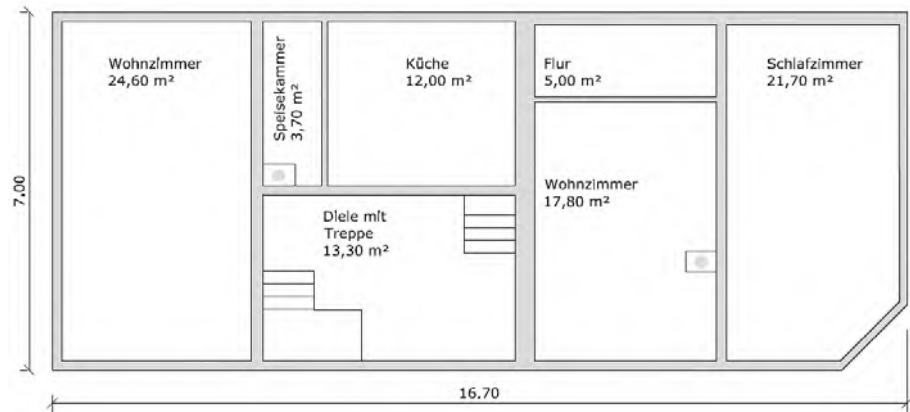 Wohnzimmer
24,60 m²
Speisekammer
3,70 m²
Küche
12,00 m²
Flur
5,00 m²
Schlafzimmer
21,70 m²
Wohnzimmer
17,80 m²
Diele mit
Treppe
13,30 m²
7.00
16.70